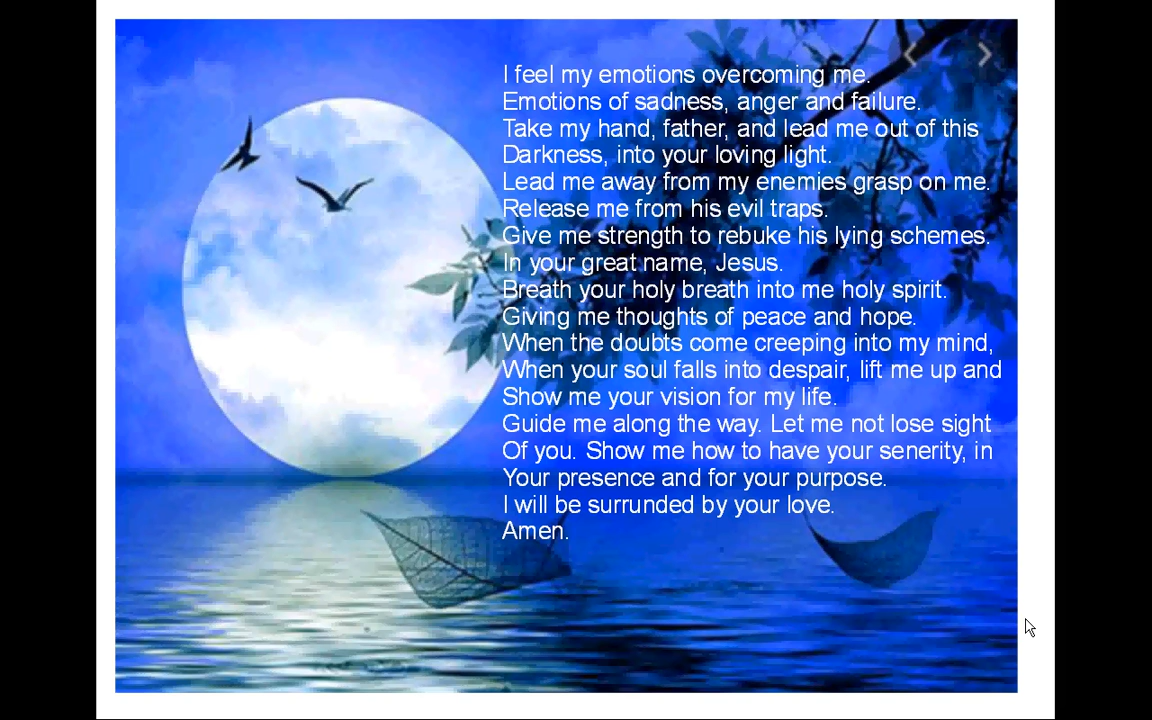 I feel my emotions overcoming me.
Emotions of sadness, anger and failure.
Take my hand, father, and lead me out of this
Darkness, into your loving light.
Lead me away from my enemies grasp on me.
Release me from his evil traps.
Give me strength to rebuke his lying schemes.
In your great name, Jesus.
Breath your holy breath into me holy spirit.
Giving me thoughts of peace and hope.
When the doubts come creeping into my mind,
When your soul falls into despair, lift me up and
Show me your vision for my life.
Guide me along the way. Let me not lose sight
Of you. Show me how to have your senerity, in
Your presence and for your purpose.
I will be surrunded by your love.
Amen.